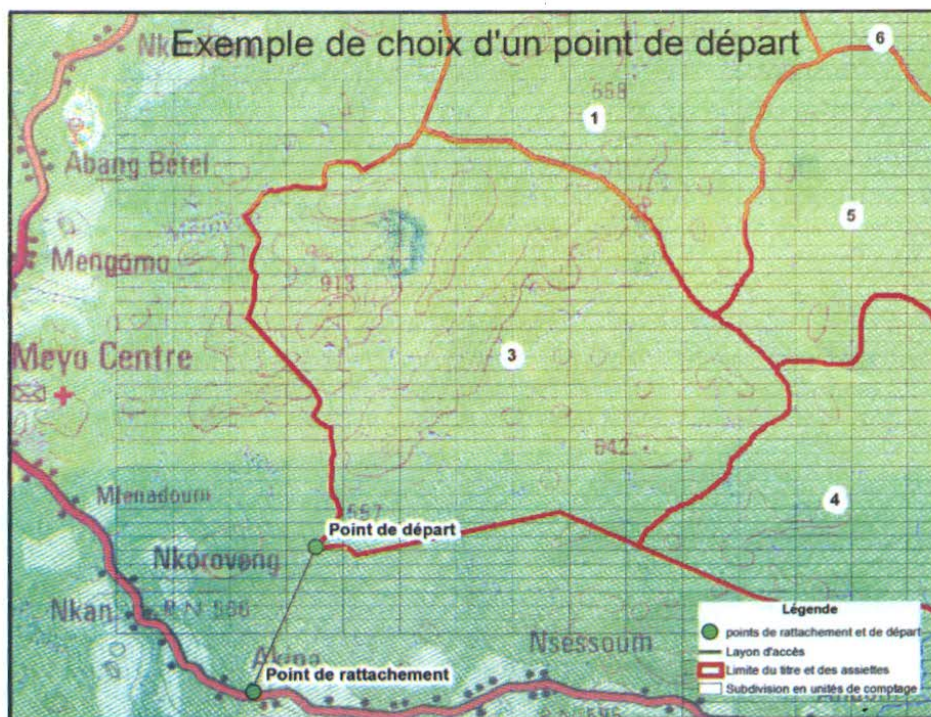 Exemple de choix d'un point de départ
6
1
Abang Betel
5
Mengomo
913
Meyo Centre
3
842
Mlenadoum
4
557
Point de départ
Nkoroveng
Nkan
Légende
points de rattachement et de départ
Nsessoum
Layon d'accès
Akina
Limite du titre et des assiettes
Point de rattachement
Subdivision en unités de comptage